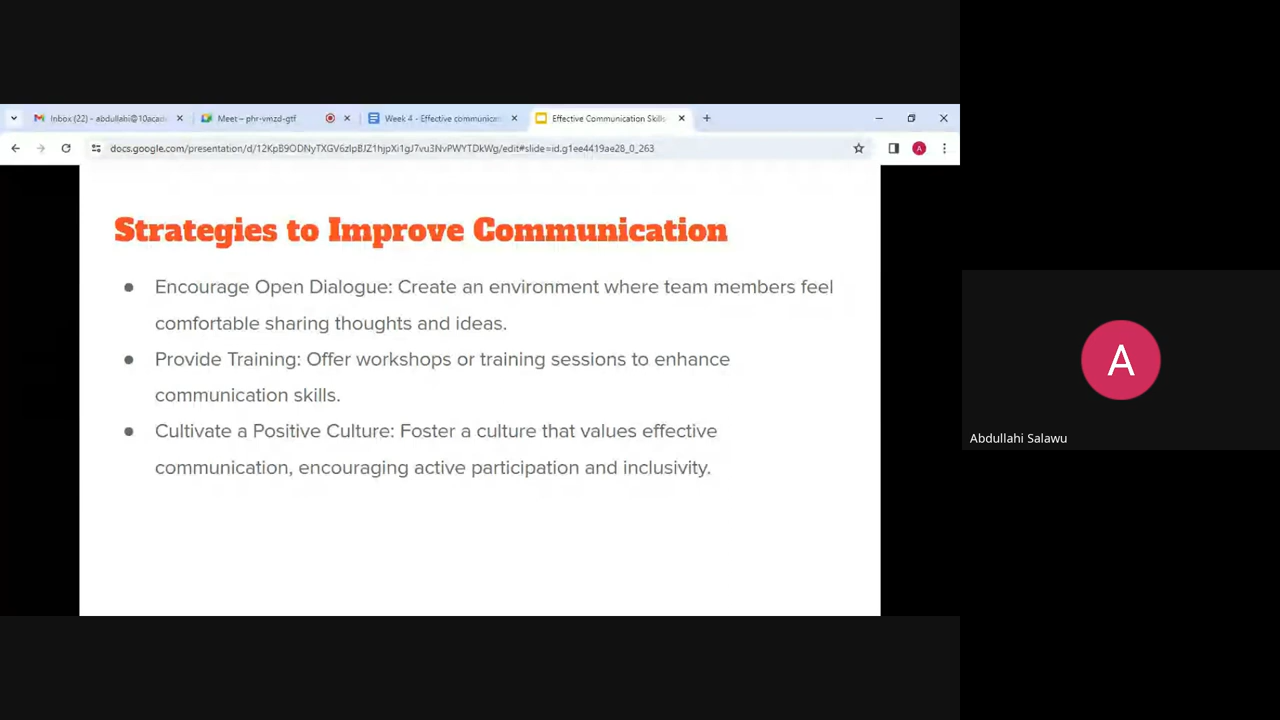 Inbox (22) - abdullahi@10acad
Meet – phr-vmzd-gtf
Week 4 - Effective communicat
Effective Communication Skills
docs.google.com/presentation/d/12KpB9ODNyTXGV6zlpBJZ1hjpXi1gJ7vu3NvPWYTDkWg/edit#slide=id.g1ee4419ae28_0_263
A
Strategies to Improve Communication
● Encourage Open Dialogue: Create an environment where team members feel
comfortable sharing thoughts and ideas.
● Provide Training: Offer workshops or training sessions to enhance
communication skills.
● Cultivate a Positive Culture: Foster a culture that values effective
communication, encouraging active participation and inclusivity.
A
Abdullahi Salawu